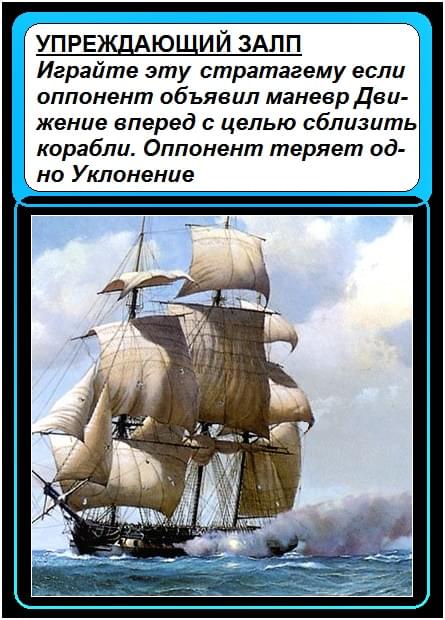 УПРЕЖДАЮЩИЙ ЗАЛП
Играйте эту стратагему если
оппонент объявил маневр Дви-
жение вперед с целью сблизить
корабли. Оппонент теряет од-
но Уклонение